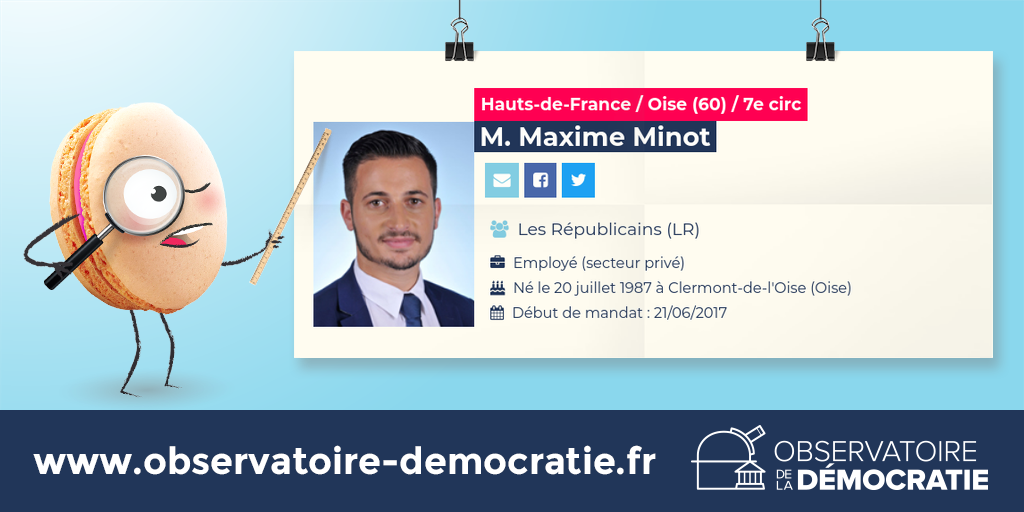 Hauts-de-France / Oise (60) / 7e circ
M. Maxime Minot
Les Républicains (LR)
Employé (secteur privé)
Né le 20 juillet 1987 à Clermont-de-l'Oise (Oise)
Début de mandat : 21/06/2017
www.observatoire-democratie.fr
OBSERVATOIRE
DE LA DÉMOCRATIE